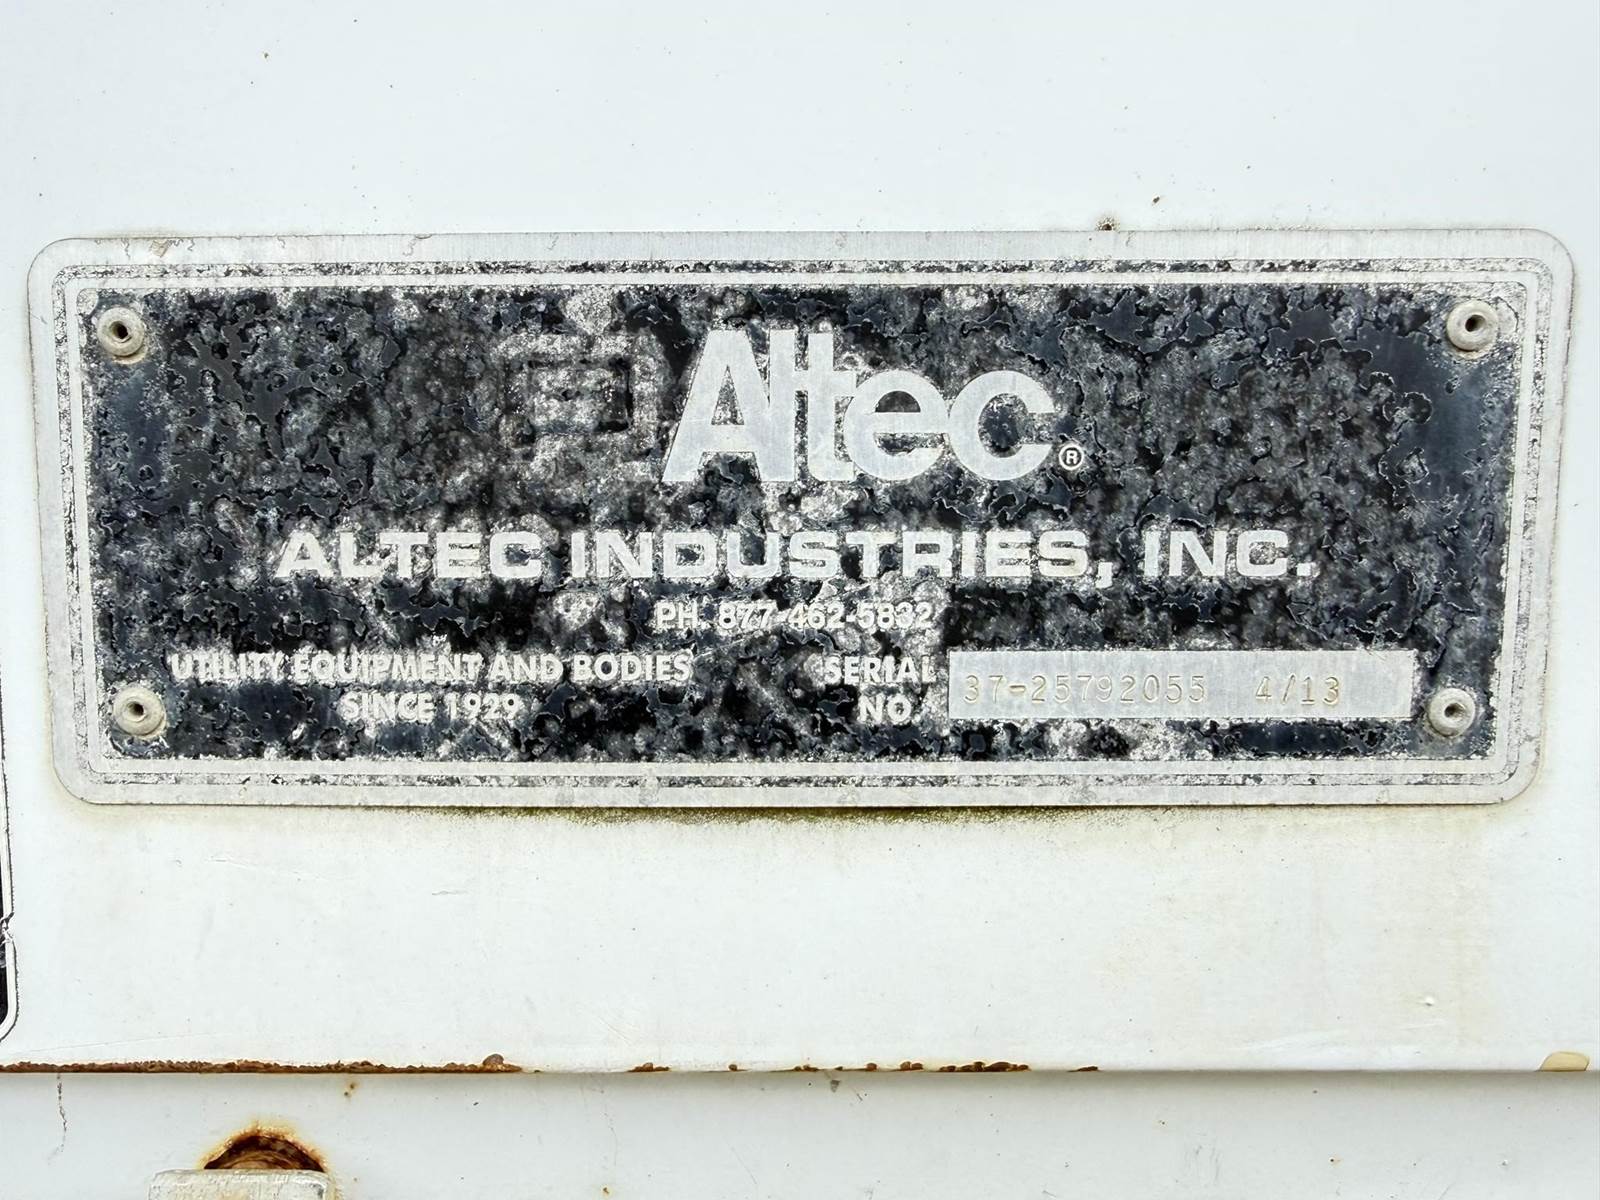 Altec®
ALTEC INDUSTRIES, INC.
PH. 877-462-5832
UTILITY EQUIPMENT AND BODIES
SINCE 1929
SERIAL
NO.
37-25792055 4/13